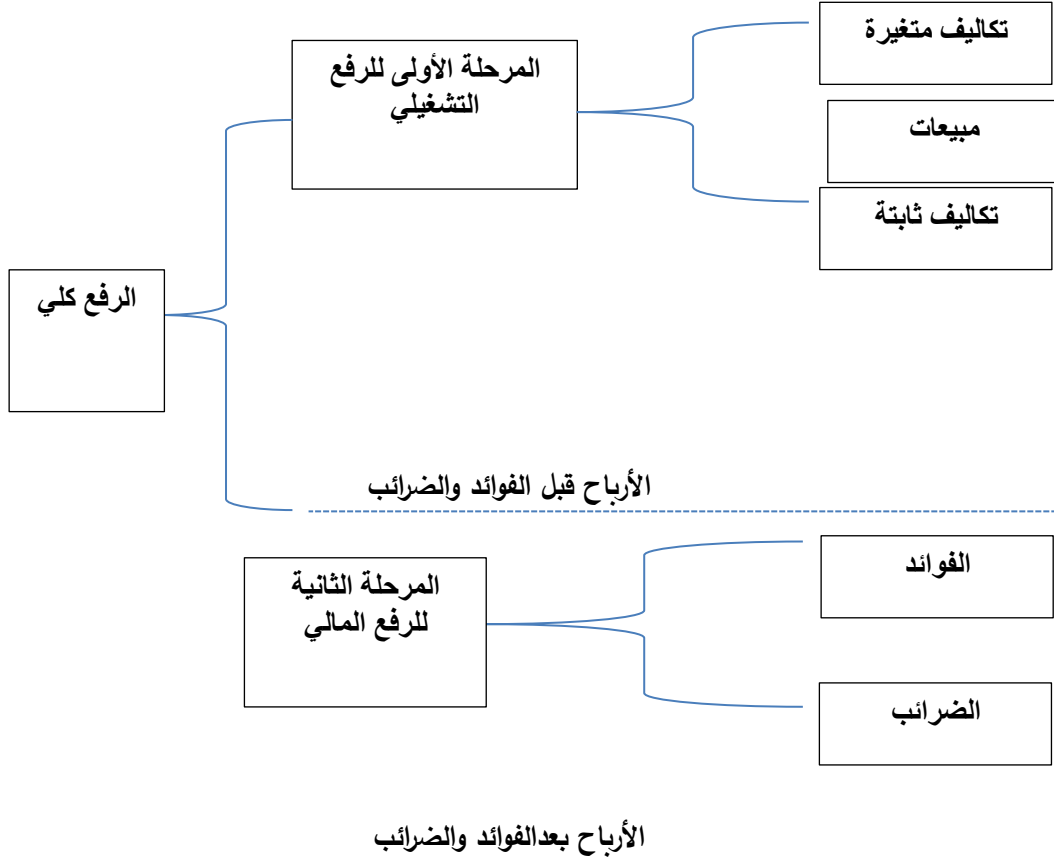 تكاليف متغيرة
المرحلة الأولى للرفع
التشغيلي
مبيعات
تكاليف ثابتة
الرفع كلي
الأرباح قبل الفوائد والضرائب
الفوائد
المرحلة الثانية
للرفع المالي
الضرائب
الأرباح بعدالفوائد والضرائب